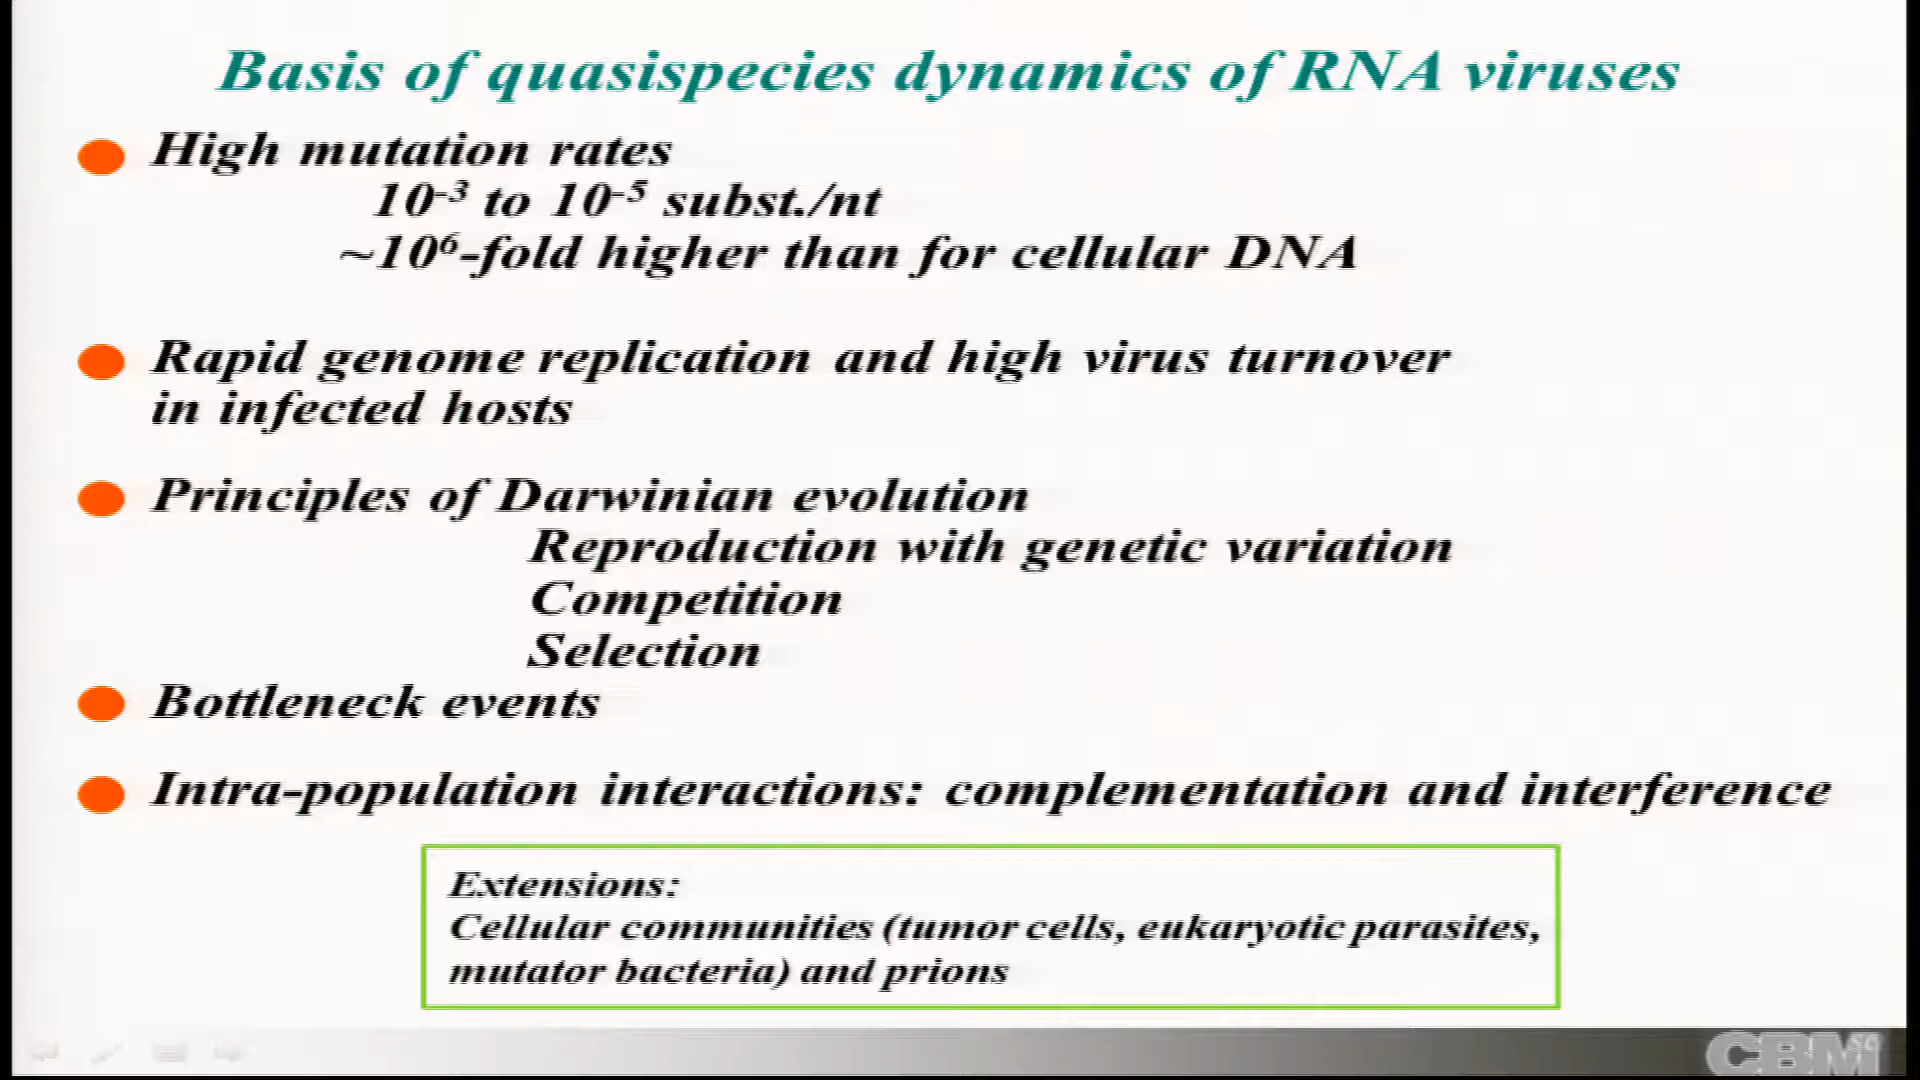 Basis of quasispecies dynamics of RNA viruses
High mutation rates
10⁻³ to 10⁻⁵ subst./nt
~10⁶-fold higher than for cellular DNA
Rapid genome replication and high virus turnover
in infected hosts
Principles of Darwinian evolution
Reproduction with genetic variation
Competition
Selection
Bottleneck events
Intra-population interactions: complementation and interference
Extensions:
Cellular communities (tumor cells, eukaryotic parasites,
mutator bacteria) and prions
CBMso